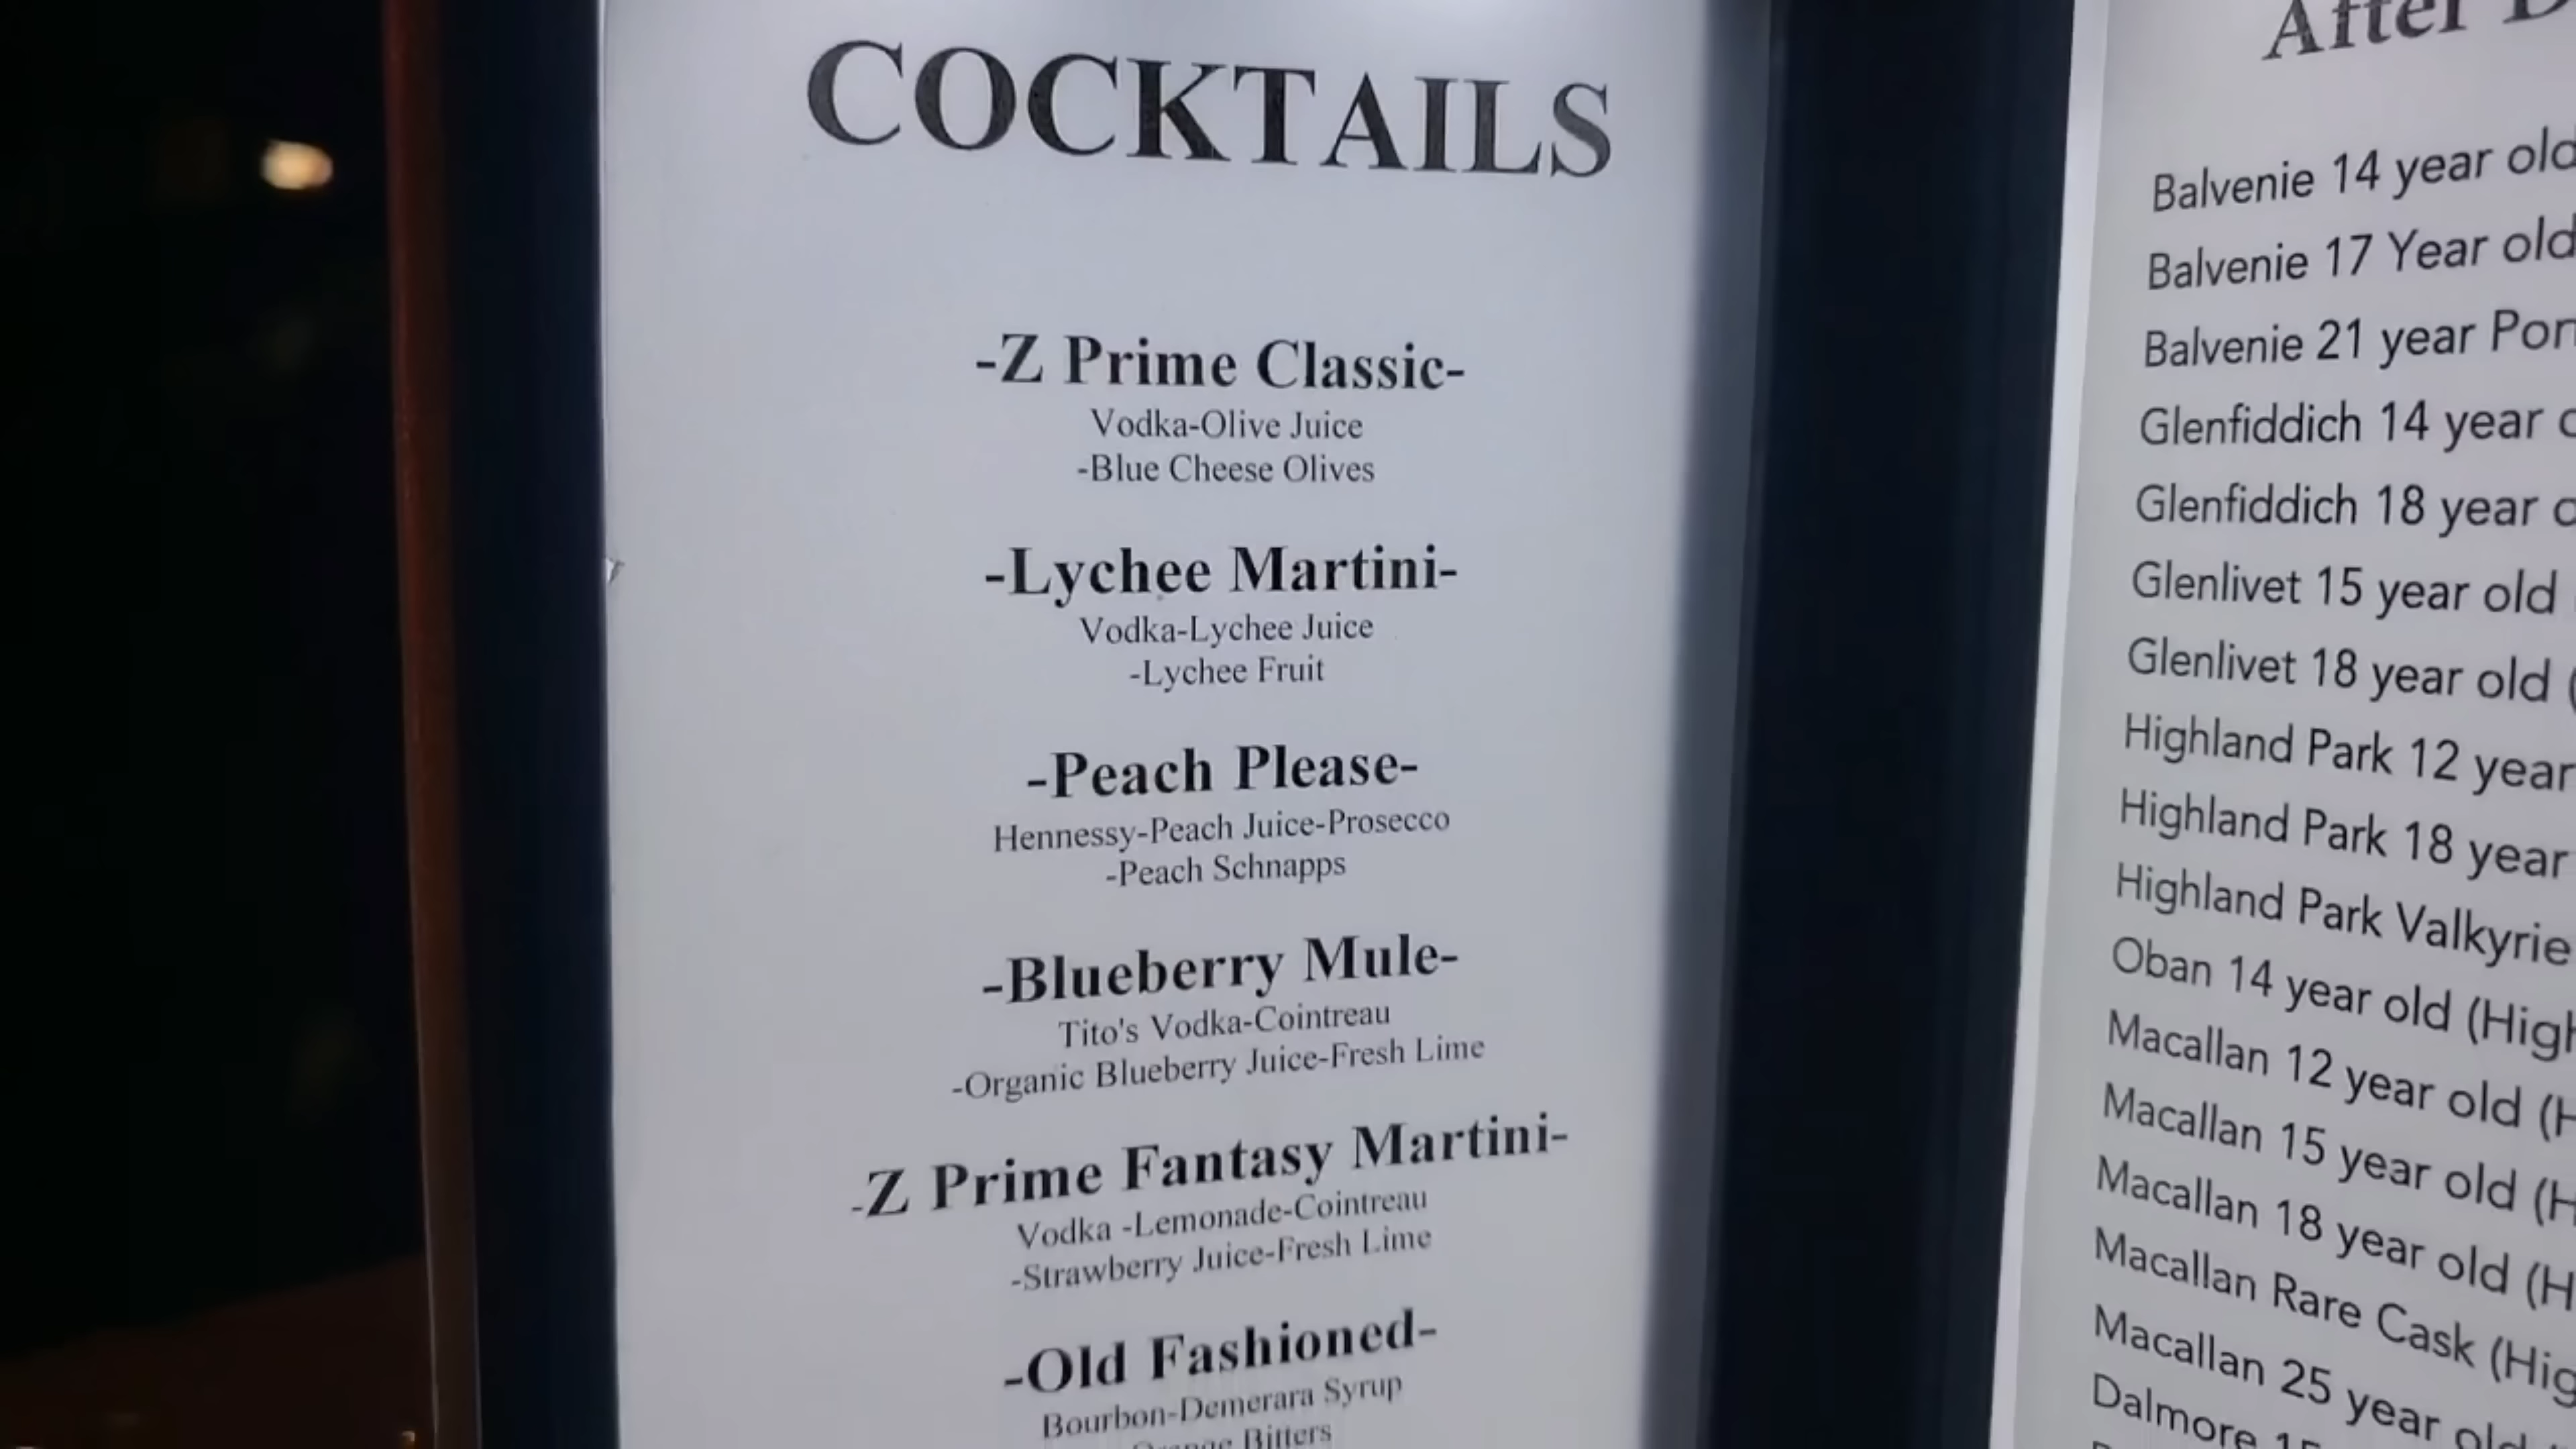 COCKTAILS
-Z Prime Classic-
Vodka-Olive Juice
-Blue Cheese Olives
-Lychee Martini-
Vodka-Lychee Juice
-Lychee Fruit
-Peach Please-
Hennessy-Peach Juice-Prosecco
-Peach Schnapps
-Blueberry Mule-
Tito's Vodka-Cointreau
-Organic Blueberry Juice-Fresh Lime
-Z Prime Fantasy Martini-
Vodka -Lemonade-Cointreau
-Strawberry Juice-Fresh Lime
-Old Fashioned-
Bourbon-Demerara Syrup
Bitters
After
Balvenie 14 year old
Balvenie 17 Year old
Balvenie 21 year
Glenfiddich 14 year
Glenfiddich 18 year
Glenlivet 15 year old
Glenlivet 18 year old (
Highland Park 12 year
Highland Park 18 year
Highland Park Valkyrie
Oban 14 year old
Macallan 12 year old
Macallan 15 year old
Macallan 18 year old
Macallan Rare Cask
Macallan 25 year
Dalmore